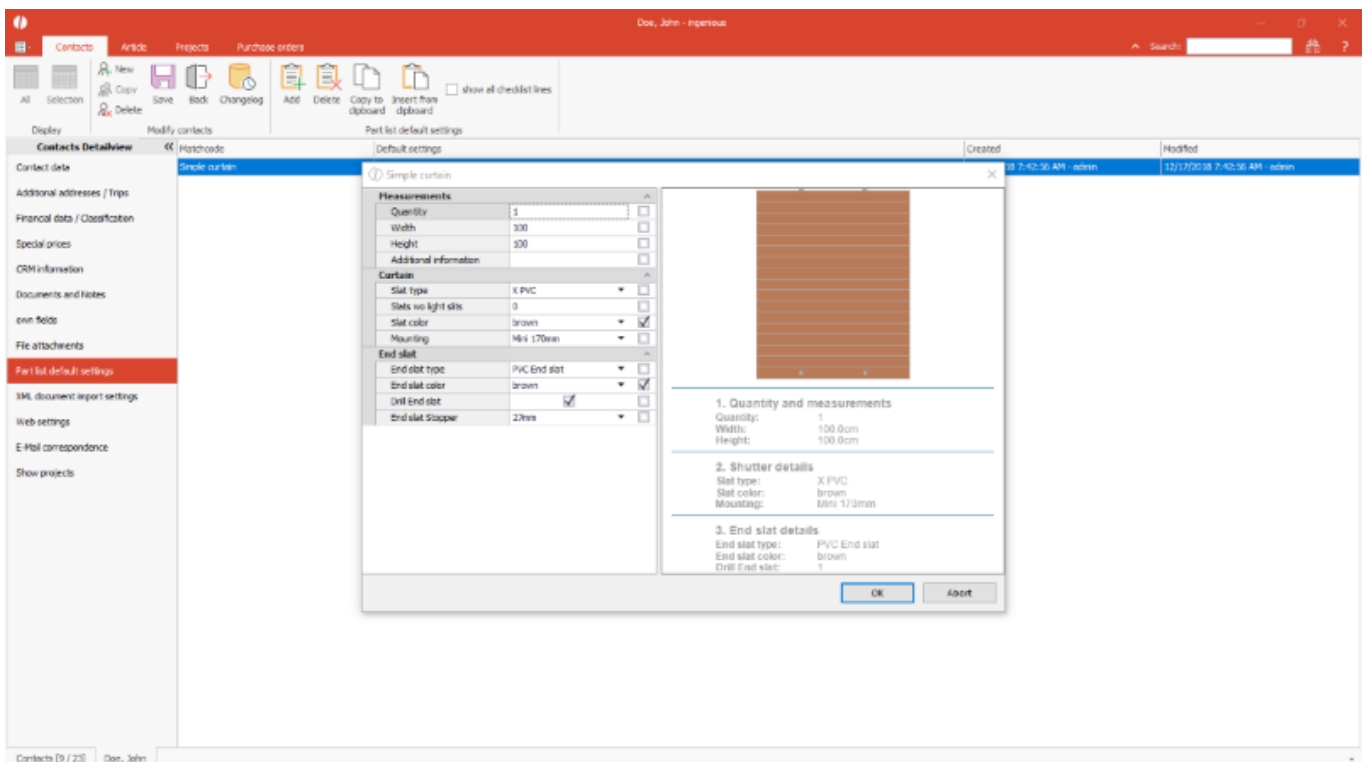 Doe, John - ingenious
Contacts Article Projects Purchase orders Search: ?
All Selection New Copy Delete Save Back Changelog Add Delete Copy to clipboard Insert from clipboard show all checklist lines
Display Modify contacts Part list default settings
Contacts Detailview Matchcode Default settings Created Modified
Contact data Simple curtain 18 7:42:56 AM - admin 12/17/2018 7:42:56 AM - admin
Additional addresses / Trips
Financial data / Classification
Special prices
CRM information
Documents and Notes
own fields
File attachments
Part list default settings
XML document import settings
Web settings
E-Mail correspondence
Show projects
Simple curtain
Measurements
Quantity 1
Width 100
Height 100
Additional information
Curtain
Slat type X PVC
Slats wo light slits 0
Slat color brown
Mounting Mini 170mm
End slat
End slat type PVC End slat
End slat color brown
Drill End slat
End slat Stopper 27mm
1. Quantity and measurements
Quantity: 1
Width: 100.0cm
Height: 100.0cm
2. Shutter details
Slat type: X PVC
Slat color: brown
Mounting: Mini 170mm
3. End slat details
End slat type: PVC End slat
End slat color: brown
Drill End slat: 1
OK Abort
Contacts [9 / 23] Doe, John